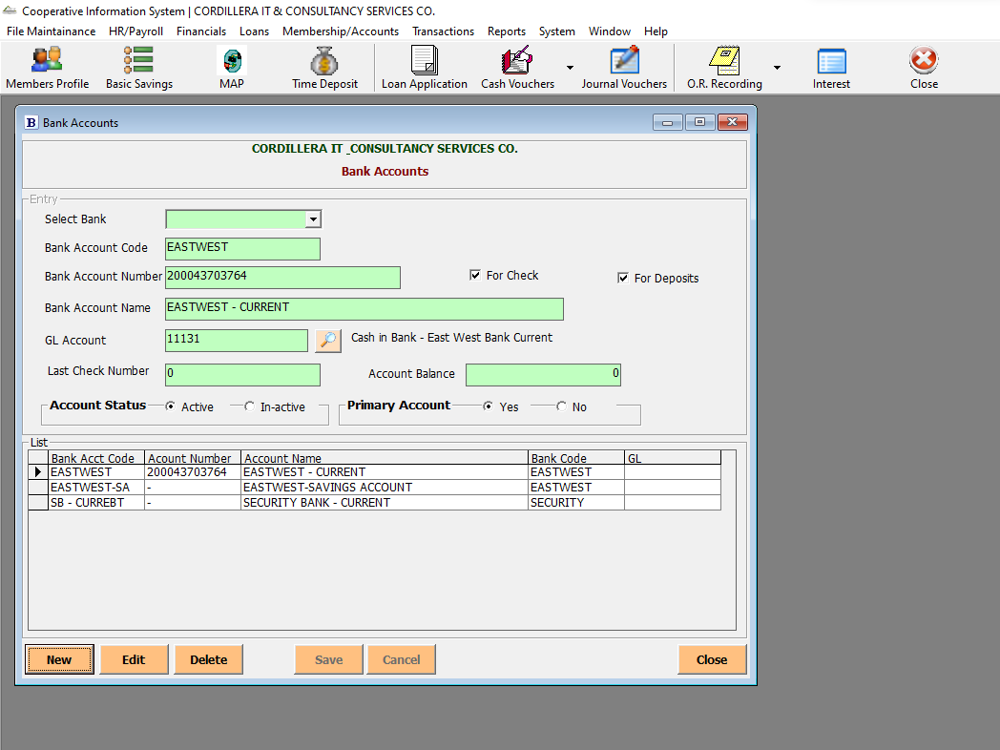 Cooperative Information System | CORDILLERA IT & CONSULTANCY SERVICES CO.
File Maintainance HR/Payroll Financials Loans Membership/Accounts Transactions Reports System Window Help
Members Profile Basic Savings MAP Time Deposit Loan Application Cash Vouchers Journal Vouchers O.R. Recording Interest Close
B Bank Accounts
CORDILLERA IT _CONSULTANCY SERVICES CO.
Bank Accounts
Entry
Select Bank
Bank Account Code EASTWEST
Bank Account Number 200043703764 For Check For Deposits
Bank Account Name EASTWEST - CURRENT
GL Account 11131 Cash in Bank - East West Bank Current
Last Check Number 0 Account Balance 0
Account Status Active In-active Primary Account Yes No
List
Bank Acct Code Acount Number Account Name Bank Code GL
EASTWEST 200043703764 EASTWEST - CURRENT EASTWEST
EASTWEST-SA - EASTWEST-SAVINGS ACCOUNT EASTWEST
SB - CURREBT - SECURITY BANK - CURRENT SECURITY
New Edit Delete Save Cancel Close